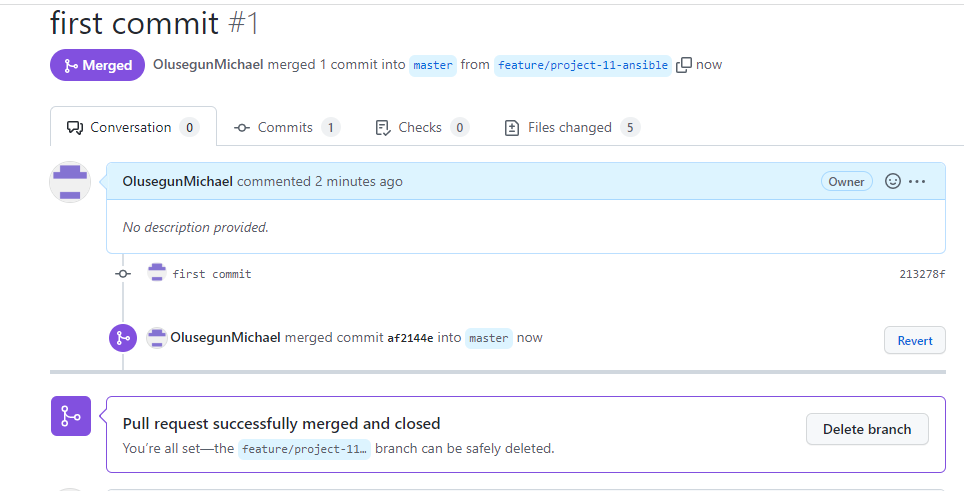 first commit #1
Merged OlusegunMichael merged 1 commit into master from feature/project-11-ansible now
Conversation 0 Commits 1 Checks 0 Files changed 5
OlusegunMichael commented 2 minutes ago Owner
No description provided.
first commit 213278f
OlusegunMichael merged commit af2144e into master now Revert
Pull request successfully merged and closed
You're all set—the feature/project-11… branch can be safely deleted. Delete branch